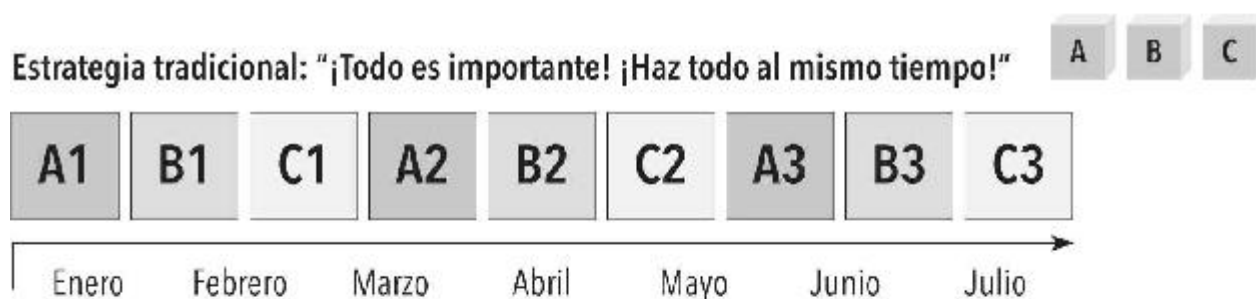 Estrategia tradicional: “¡Todo es importante! ¡Haz todo al mismo tiempo!” A B C
A1 B1 C1 A2 B2 C2 A3 B3 C3
Enero Febrero Marzo Abril Mayo Junio Julio